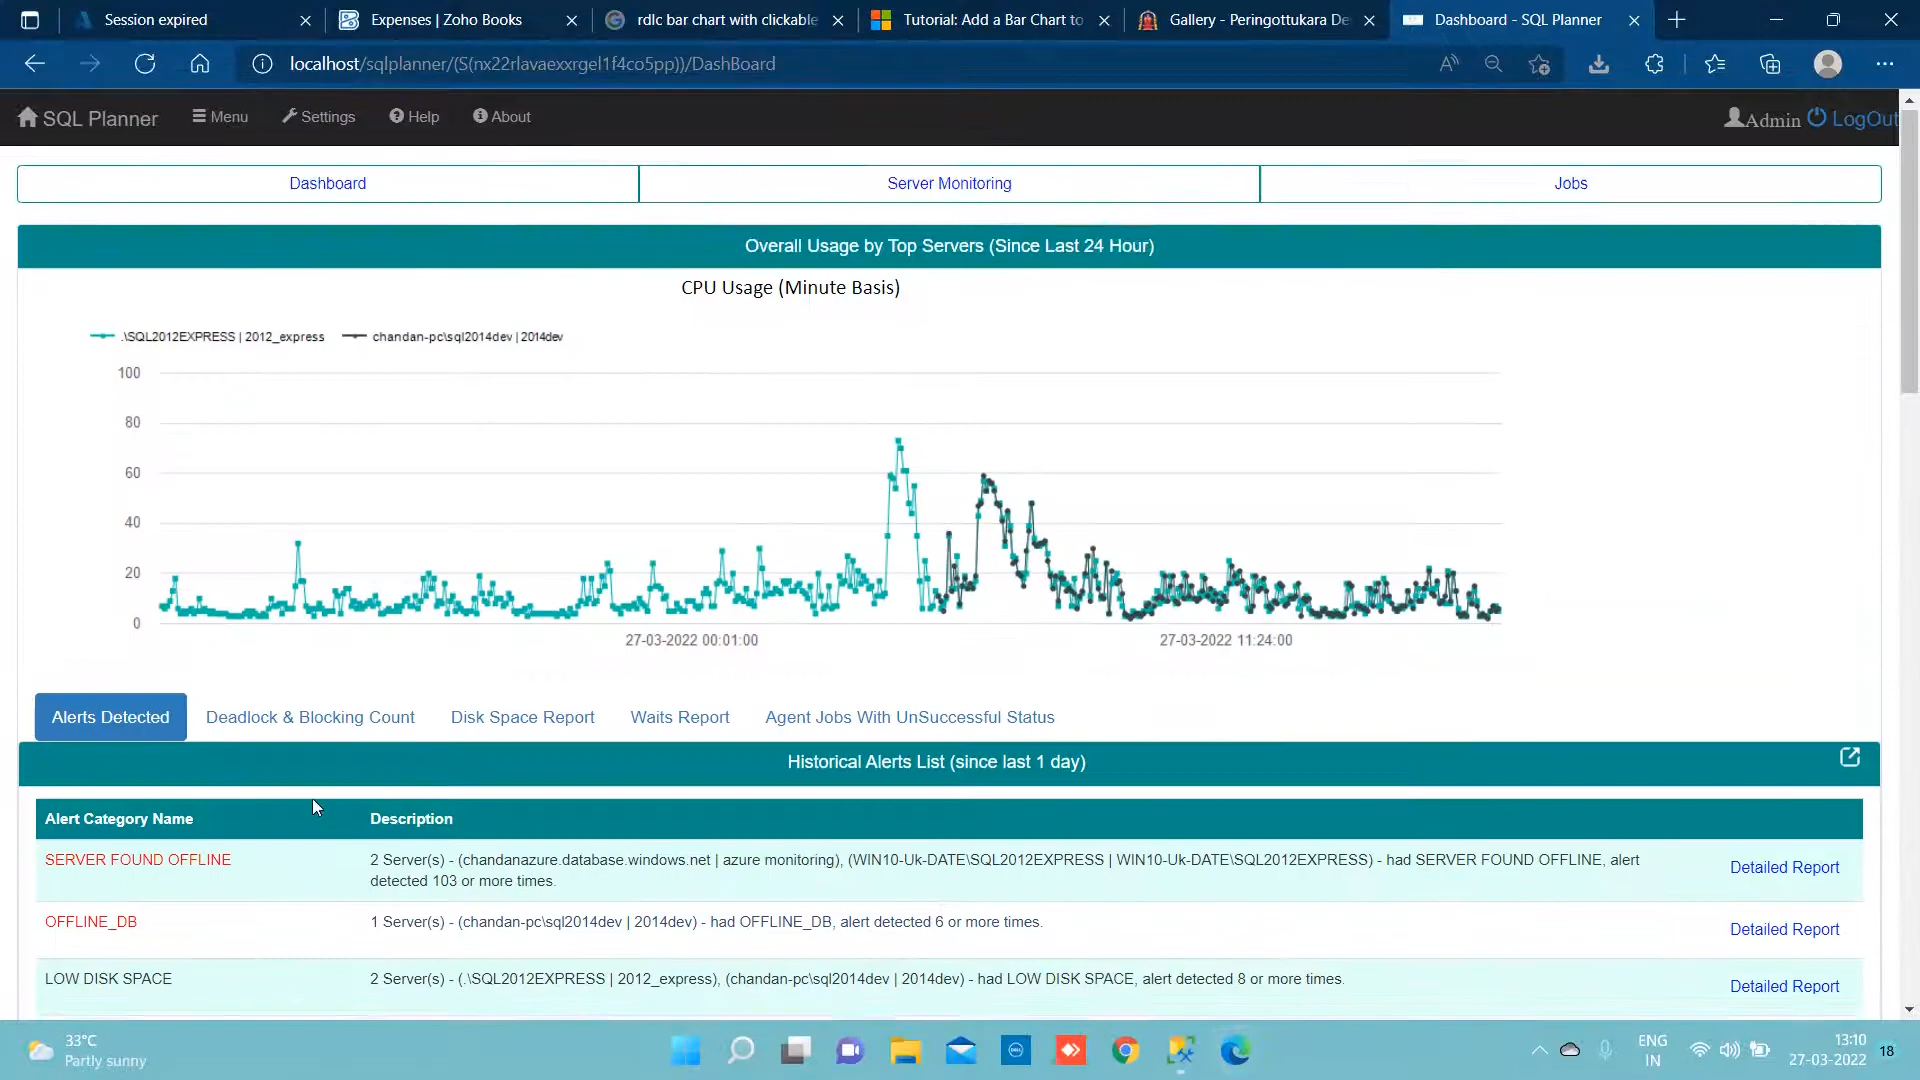 Session expired
Expenses | Zoho Books
rdlc bar chart with clickable
Tutorial: Add a Bar Chart to
Gallery - Peringottukara De
Dashboard - SQL Planner
localhost/sqlplanner/(S(nx22rlavaexxrgel1f4co5pp))/DashBoard
SQL Planner
Menu
Settings
Help
About
Admin
LogOut
Dashboard
Server Monitoring
Jobs
Overall Usage by Top Servers (Since Last 24 Hour)
CPU Usage (Minute Basis)
.\SQL2012EXPRESS | 2012_express
chandan-pc\sql2014dev | 2014dev
100
80
60
40
20
0
27-03-2022 00:01:00
27-03-2022 11:24:00
Alerts Detected
Deadlock & Blocking Count
Disk Space Report
Waits Report
Agent Jobs With UnSuccessful Status
Historical Alerts List (since last 1 day)
Alert Category Name
Description
SERVER FOUND OFFLINE
2 Server(s) - (chandanazure.database.windows.net | azure monitoring), (WIN10-Uk-DATE\SQL2012EXPRESS | WIN10-Uk-DATE\SQL2012EXPRESS) - had SERVER FOUND OFFLINE, alert
detected 103 or more times.
Detailed Report
OFFLINE_DB
1 Server(s) - (chandan-pc\sql2014dev | 2014dev) - had OFFLINE_DB, alert detected 6 or more times.
Detailed Report
LOW DISK SPACE
2 Server(s) - (.\SQL2012EXPRESS | 2012_express), (chandan-pc\sql2014dev | 2014dev) - had LOW DISK SPACE, alert detected 8 or more times.
Detailed Report
33°C
Partly sunny
ENG
IN
13:10
27-03-2022
18